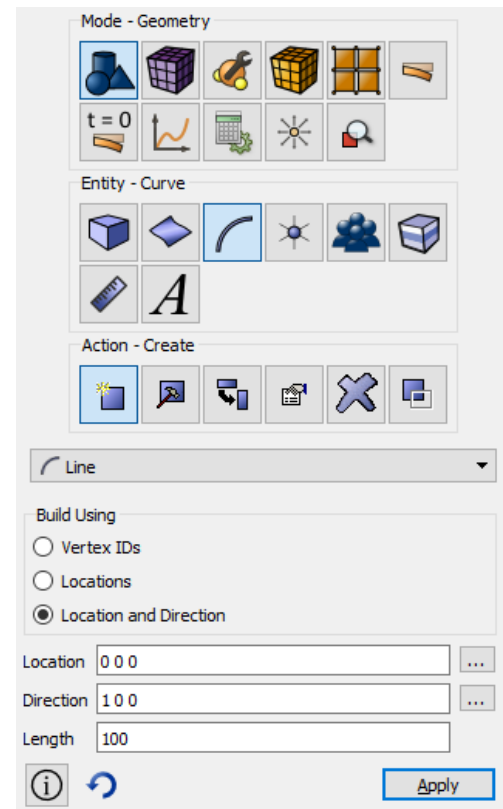 Mode - Geometry
t = 0
Entity - Curve
A
Action - Create
Line
Build Using
Vertex IDs
Locations
Location and Direction
Location 0 0 0 ...
Direction 1 0 0 ...
Length 100
i Apply